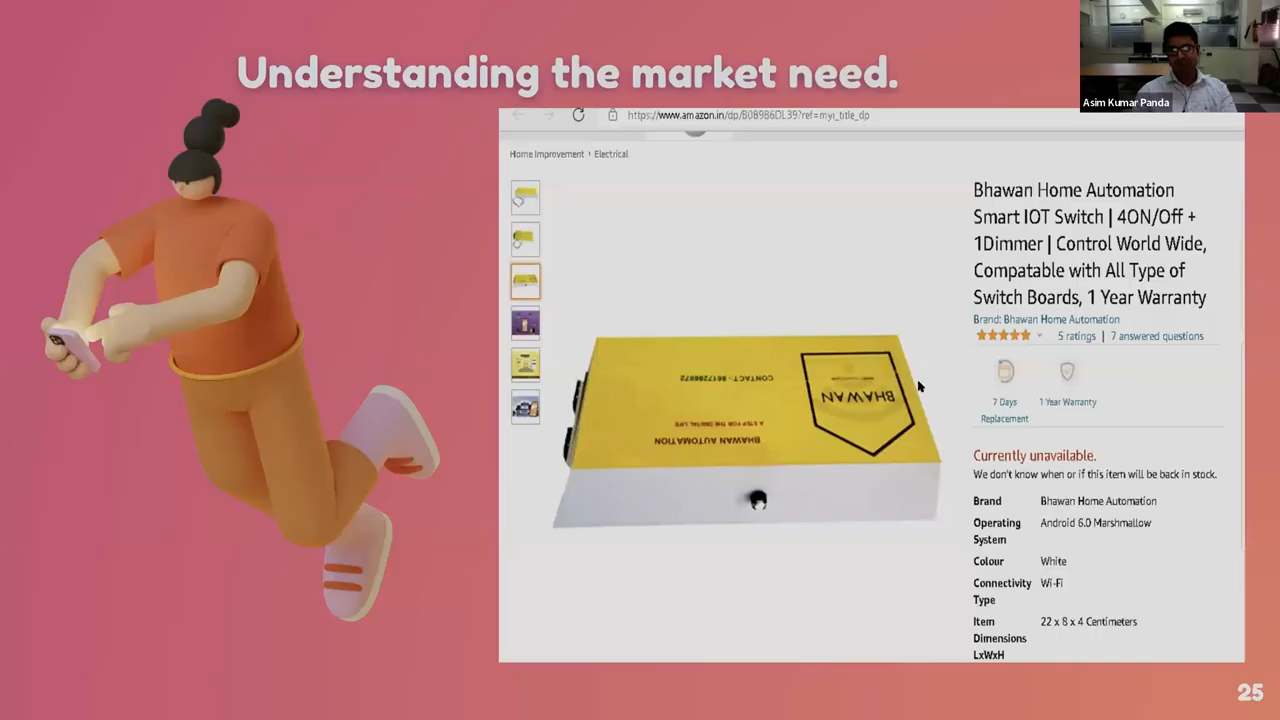 Understanding the market need.
Asim Kumar Panda
https://www.amazon.in/dp/B089B6DL39?ref=myi_title_dp
Home Improvement › Electrical
Bhawan Home Automation
Smart IOT Switch | 4ON/Off +
1Dimmer | Control World Wide,
Compatable with All Type of
Switch Boards, 1 Year Warranty
Brand: Bhawan Home Automation
5 ratings | 7 answered questions
7 Days
Replacement
1 Year Warranty
BHAWAN
A STEP FOR THE DIGITAL LIFE
BHAWAN AUTOMATION
Currently unavailable.
We don't know when or if this item will be back in stock.
Brand Bhawan Home Automation
Operating System Android 6.0 Marshmallow
Colour White
Connectivity Type Wi-Fi
Item Dimensions LxWxH 22 x 8 x 4 Centimeters
25